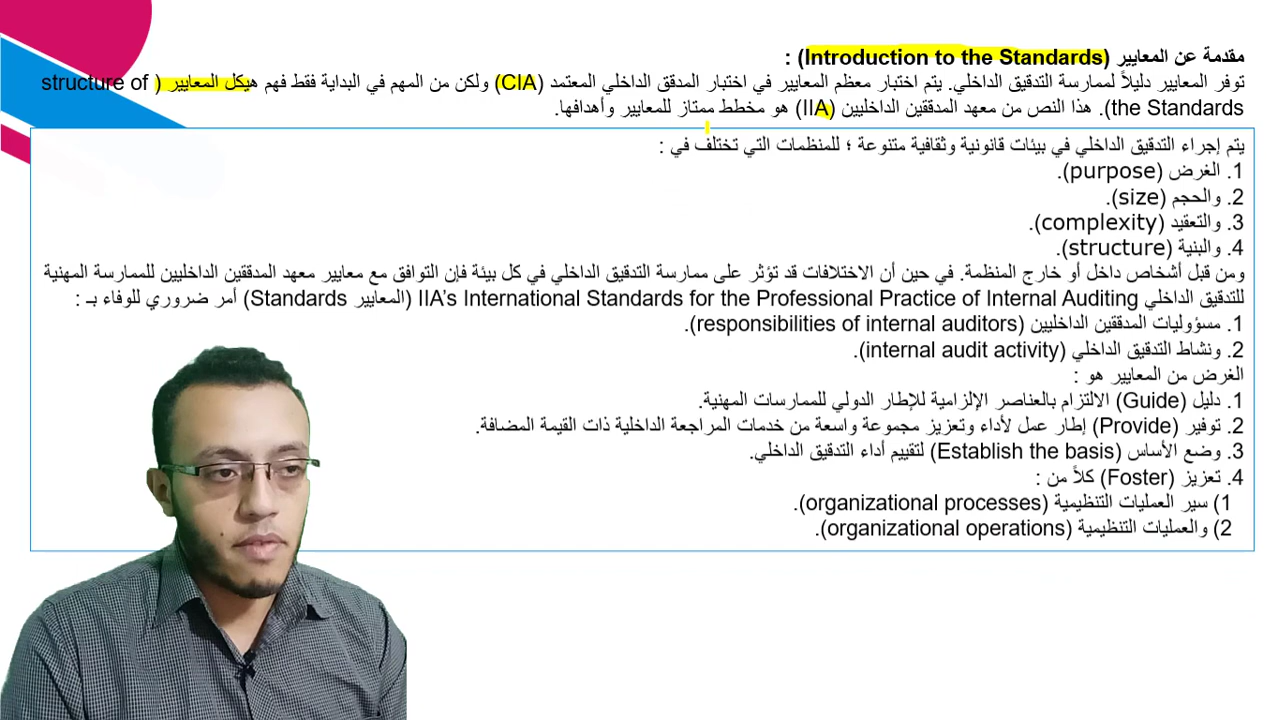 مقدمة عن المعايير (Introduction to the Standards) :
توفر المعايير دليلاً لممارسة التدقيق الداخلي. يتم اختبار معظم المعايير في اختبار المدقق الداخلي المعتمد (CIA) ولكن من المهم في البداية فقط فهم هيكل المعايير (structure of
the Standards). هذا النص من معهد المدققين الداخليين (IIA) هو مخطط ممتاز للمعايير وأهدافها.
يتم إجراء التدقيق الداخلي في بيئات قانونية وثقافية متنوعة ؛ للمنظمات التي تختلف في :
1. الغرض (purpose).
2. والحجم (size).
3. والتعقيد (complexity).
4. والبنية (structure).
ومن قبل أشخاص داخل أو خارج المنظمة. في حين أن الاختلافات قد تؤثر على ممارسة التدقيق الداخلي في كل بيئة فإن التوافق مع معايير معهد المدققين الداخليين للممارسة المهنية
للتدقيق الداخلي IIA's International Standards for the Professional Practice of Internal Auditing (المعايير Standards) أمر ضروري للوفاء بـ :
1. مسؤوليات المدققين الداخليين (responsibilities of internal auditors).
2. ونشاط التدقيق الداخلي (internal audit activity).
الغرض من المعايير هو :
1. دليل (Guide) الالتزام بالعناصر الإلزامية للإطار الدولي للممارسات المهنية.
2. توفير (Provide) إطار عمل لأداء وتعزيز مجموعة واسعة من خدمات المراجعة الداخلية ذات القيمة المضافة.
3. وضع الأساس (Establish the basis) لتقييم أداء التدقيق الداخلي.
4. تعزيز (Foster) كلاً من :
1) سير العمليات التنظيمية (organizational processes).
2) والعمليات التنظيمية (organizational operations).